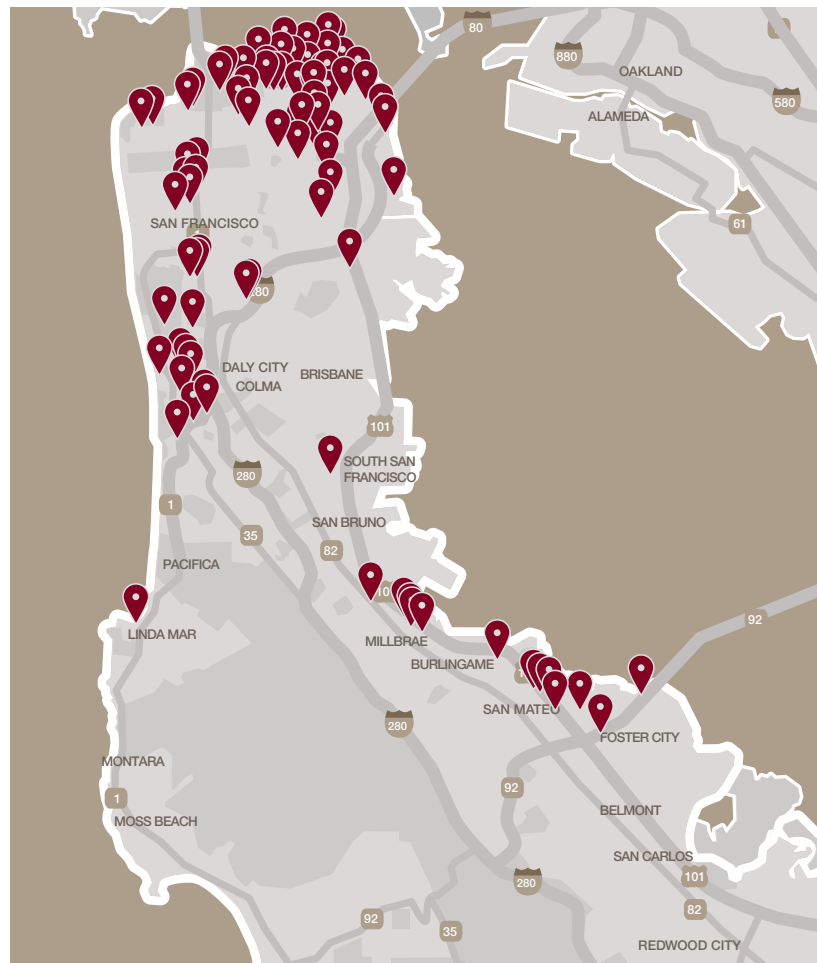 80
880
OAKLAND
580
ALAMEDA
61
SAN FRANCISCO
280
DALY CITY
BRISBANE
COLMA
101
SOUTH SAN
FRANCISCO
280
1
SAN BRUNO
35
82
PACIFICA
10
92
LINDA MAR
MILLBRAE
BURLINGAME
SAN MATEO
280
FOSTER CITY
MONTARA
92
1
BELMONT
MOSS BEACH
SAN CARLOS
101
280
82
92
35
REDWOOD CITY